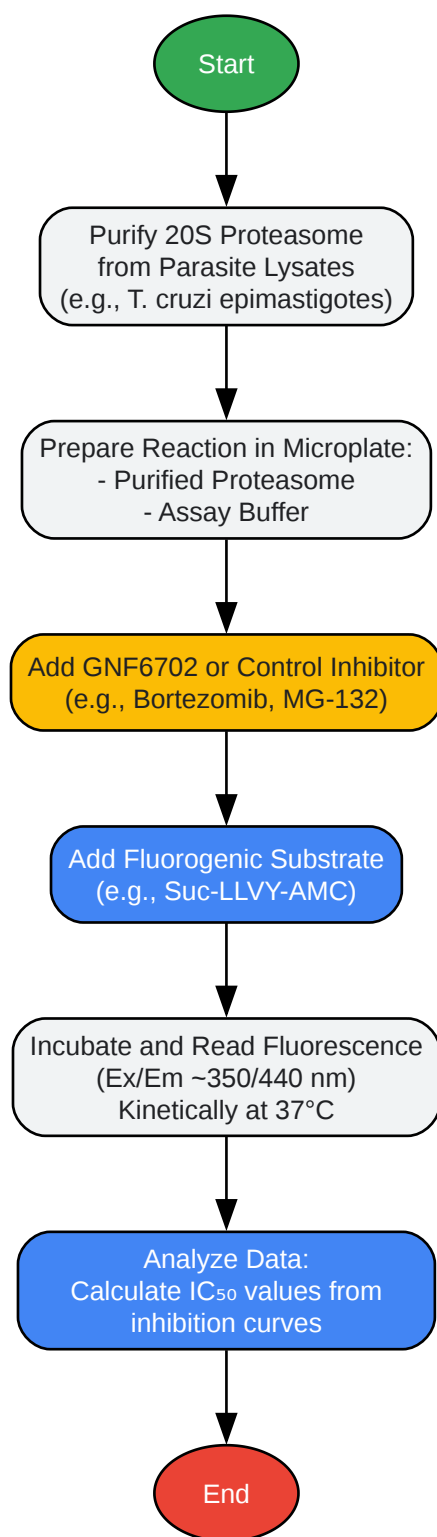 Start
Purify 20S Proteasome
from Parasite Lysates
(e.g., T. cruzi epimastigotes)
Prepare Reaction in Microplate:
- Purified Proteasome
- Assay Buffer
Add GNF6702 or Control Inhibitor
(e.g., Bortezomib, MG-132)
Add Fluorogenic Substrate
(e.g., Suc-LLVY-AMC)
Incubate and Read Fluorescence
(Ex/Em ~350/440 nm)
Kinetically at 37°C
Analyze Data:
Calculate IC₅₀ values from
inhibition curves
End